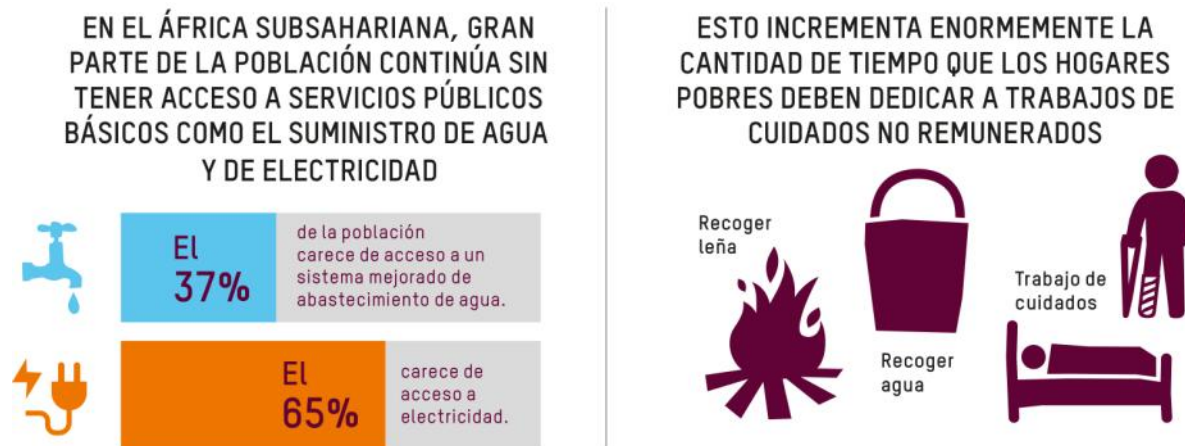 EN EL ÁFRICA SUBSAHARIANA, GRAN
PARTE DE LA POBLACIÓN CONTINÚA SIN
TENER ACCESO A SERVICIOS PÚBLICOS
BÁSICOS COMO EL SUMINISTRO DE AGUA
Y DE ELECTRICIDAD
El
37%
de la población
carece de acceso a un
sistema mejorado de
abastecimiento de agua.
El
65%
carece de
acceso a
electricidad.
ESTO INCREMENTA ENORMEMENTE LA
CANTIDAD DE TIEMPO QUE LOS HOGARES
POBRES DEBEN DEDICAR A TRABAJOS DE
CUIDADOS NO REMUNERADOS
Recoger
leña
Recoger
agua
Trabajo de
cuidados